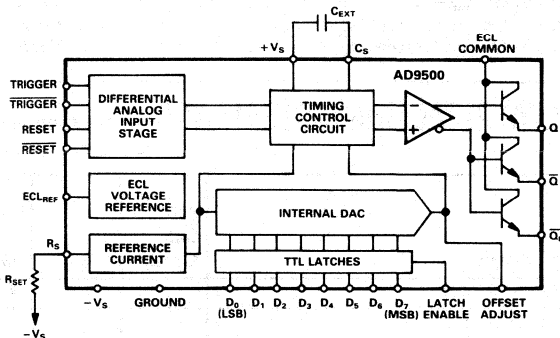 C_EXT
+V_S
C_S
ECL
COMMON
AD9500
TRIGGER
TRIGGER
RESET
RESET
DIFFERENTIAL
ANALOG
INPUT
STAGE
TIMING
CONTROL
CIRCUIT
−
+
Q
Q
ECL_REF
ECL
VOLTAGE
REFERENCE
INTERNAL DAC
R_S
REFERENCE
CURRENT
TTL LATCHES
R_SET
−V_S
−V_S
GROUND
D_0
(LSB)
D_1
D_2
D_3
D_4
D_5
D_6
D_7
(MSB)
LATCH
ENABLE
OFFSET
ADJUST